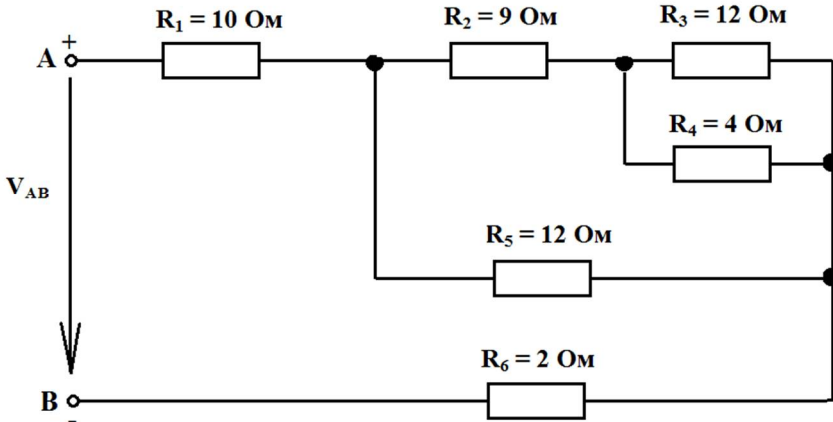 R₁ = 10 Ом
R₂ = 9 Ом
R₃ = 12 Ом
+
A
R₄ = 4 Ом
V_AB
R₅ = 12 Ом
R₆ = 2 Ом
B
-